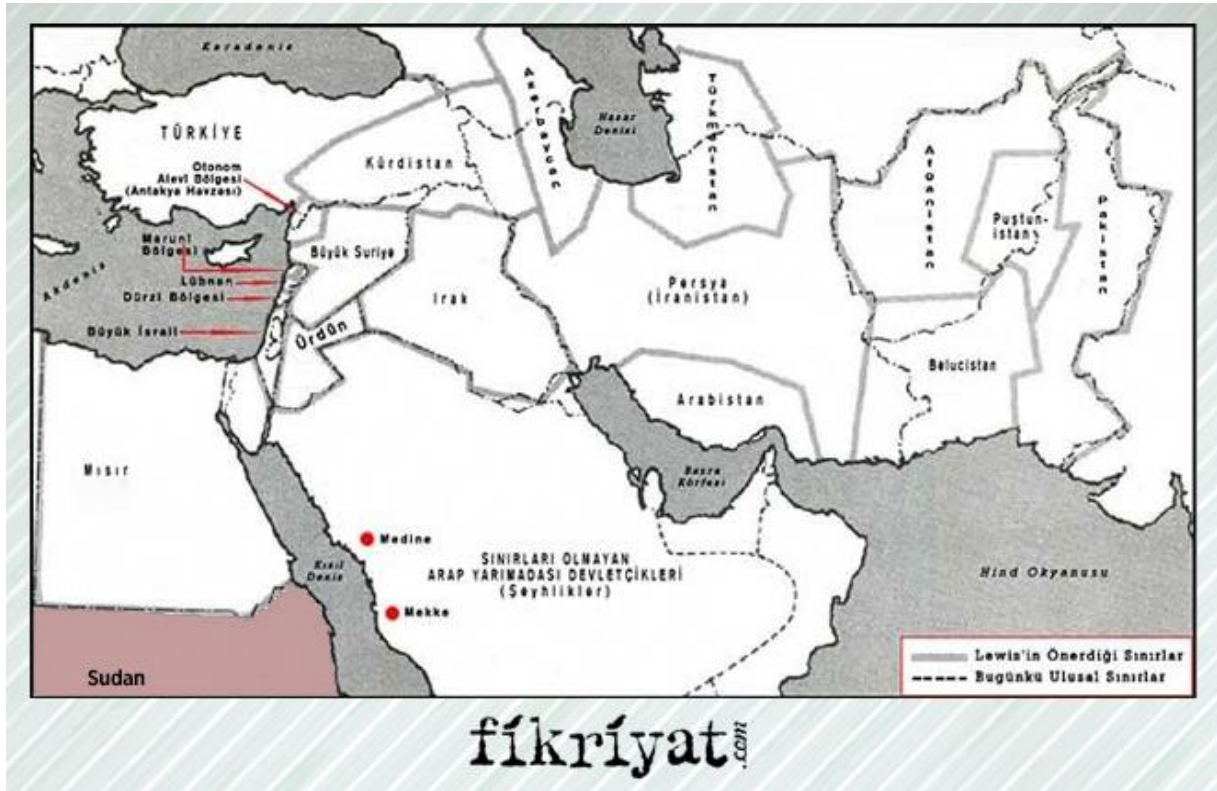 Karadeniz
TÜRKİYE
Otonom
Alevi Bölgesi
(Antakya Havzası)
Kürdistan
Azerbaycan
Hazar
Denizi
Türkmenistan
Afganistan
Puştun-
istan
Pakistan
Maruni
Bölgesi
Akdeniz
Lübnan
Dürzi Bölgesi
Büyük İsrail
Büyük Suriye
Ürdün
Irak
Persya
(İranistan)
Arabistan
Belucistan
Mısır
Basra
Körfezi
Medine
Kızıl
Deniz
SINIRLARI OLMAYAN
ARAP YARIMADASI DEVLETÇİKLERİ
(Şeyhlikler)
Mekke
Hind Okyanusu
Sudan
Lewis'in Önerdiği Sınırlar
Bugünkü Ulusal Sınırlar
fikriyat.com